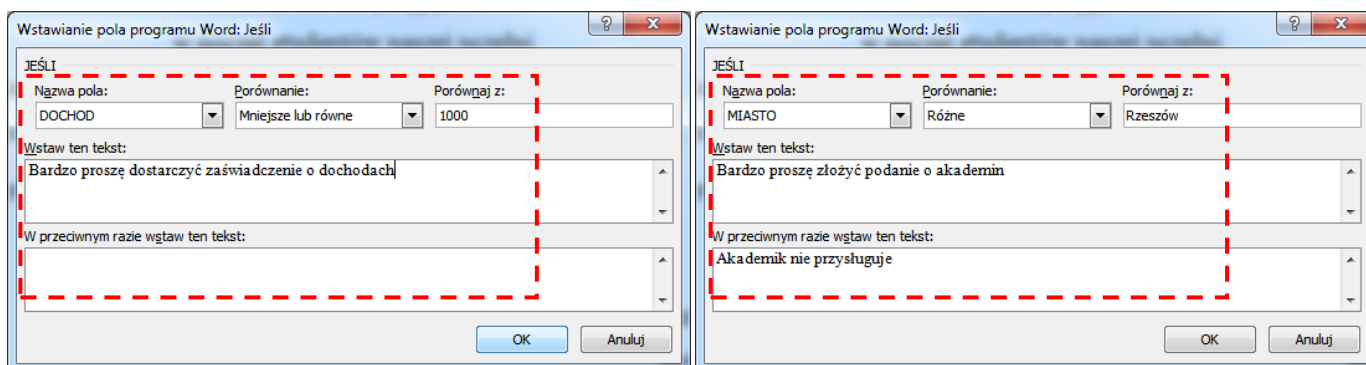 Wstawianie pola programu Word: Jeśli
JEŚLI
Nazwa pola: Porównanie: Porównaj z:
DOCHOD Mniejsze lub równe 1000
Wstaw ten tekst:
Bardzo proszę dostarczyć zaświadczenie o dochodach
W przeciwnym razie wstaw ten tekst:
OK Anuluj
Wstawianie pola programu Word: Jeśli
JEŚLI
Nazwa pola: Porównanie: Porównaj z:
MIASTO Różne Rzeszów
Wstaw ten tekst:
Bardzo proszę złożyć podanie o akademin
W przeciwnym razie wstaw ten tekst:
Akademik nie przysługuje
OK Anuluj